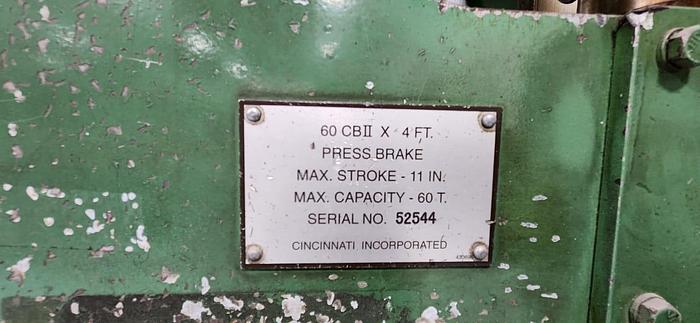 60 CBII X 4 FT.
PRESS BRAKE
MAX. STROKE - 11 IN.
MAX. CAPACITY - 60 T.
SERIAL NO. 52544
CINCINNATI INCORPORATED